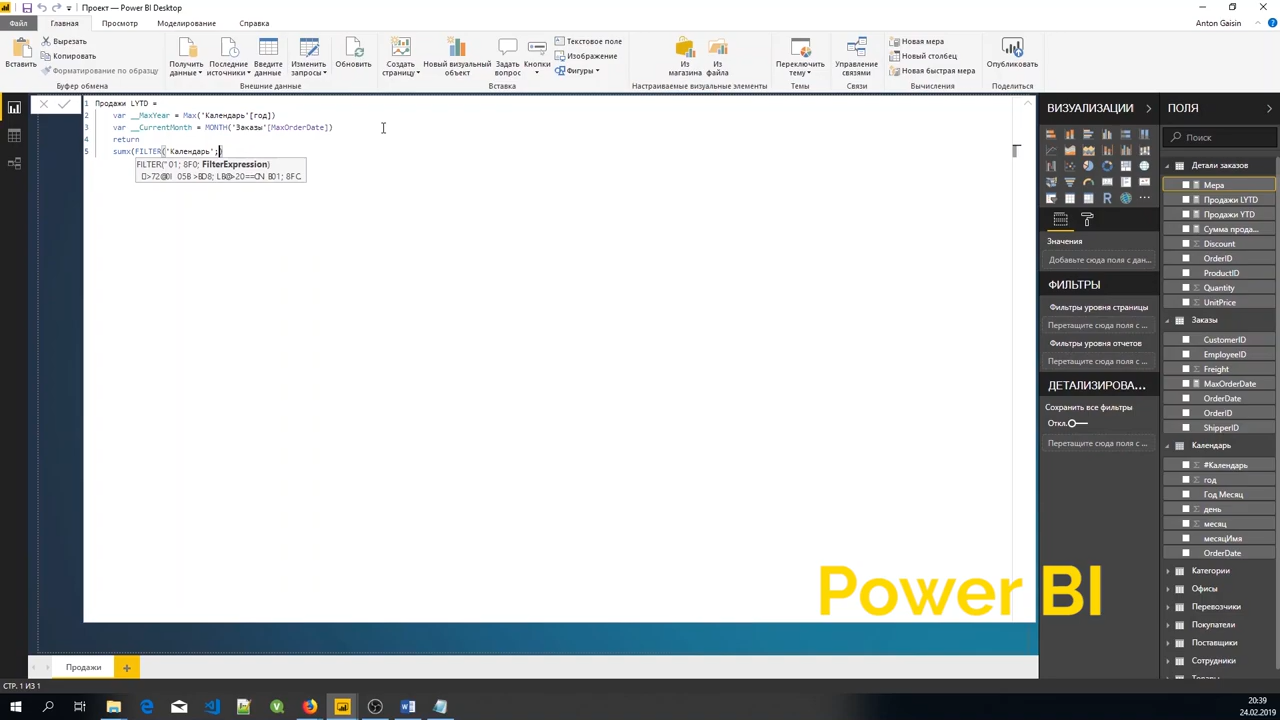 Проект — Power BI Desktop
Файл
Главная
Просмотр
Моделирование
Справка
Anton Gaisin
Вставить
Вырезать
Копировать
Форматирование по образцу
Буфер обмена
Получить данные
Последние источники
Введите данные
Изменить запросы
Обновить
Внешние данные
Создать страницу
Новый визуальный объект
Задать вопрос
Кнопки
Текстовое поле
Изображение
Фигуры
Вставка
Из магазина
Из файла
Настраиваемые визуальные элементы
Переключить тему
Темы
Управление связями
Связи
Новая мера
Новый столбец
Новая быстрая мера
Вычисления
Опубликовать
Поделиться
1 Продажи LYTD =
2 var __MaxYear = Max('Календарь'[год])
3 var __CurrentMonth = MONTH('Заказы'[MaxOrderDate])
4 return
5 sumx(FILTER('Календарь';)
FILTER("01; 8F0; FilterExpression)
ВИЗУАЛИЗАЦИИ
Значения
Добавьте сюда поля с дан...
ФИЛЬТРЫ
Фильтры уровня страницы
Перетащите сюда поля с ...
Фильтры уровня отчетов
Перетащите сюда поля с ...
ДЕТАЛИЗИРОВА...
Сохранить все фильтры
Откл.
Перетащите сюда поля с ...
ПОЛЯ
Поиск
Детали заказов
Мера
Продажи LYTD
Продажи YTD
Сумма прода...
Discount
OrderID
ProductID
Quantity
UnitPrice
Заказы
CustomerID
EmployeeID
Freight
MaxOrderDate
OrderDate
OrderID
ShipperID
Календарь
#Календарь
год
Год Месяц
день
месяц
месяцИмя
OrderDate
Категории
Офисы
Перевозчики
Покупатели
Поставщики
Сотрудники
Power BI
Продажи
СТР. 1 ИЗ 1
20:39
24.02.2019